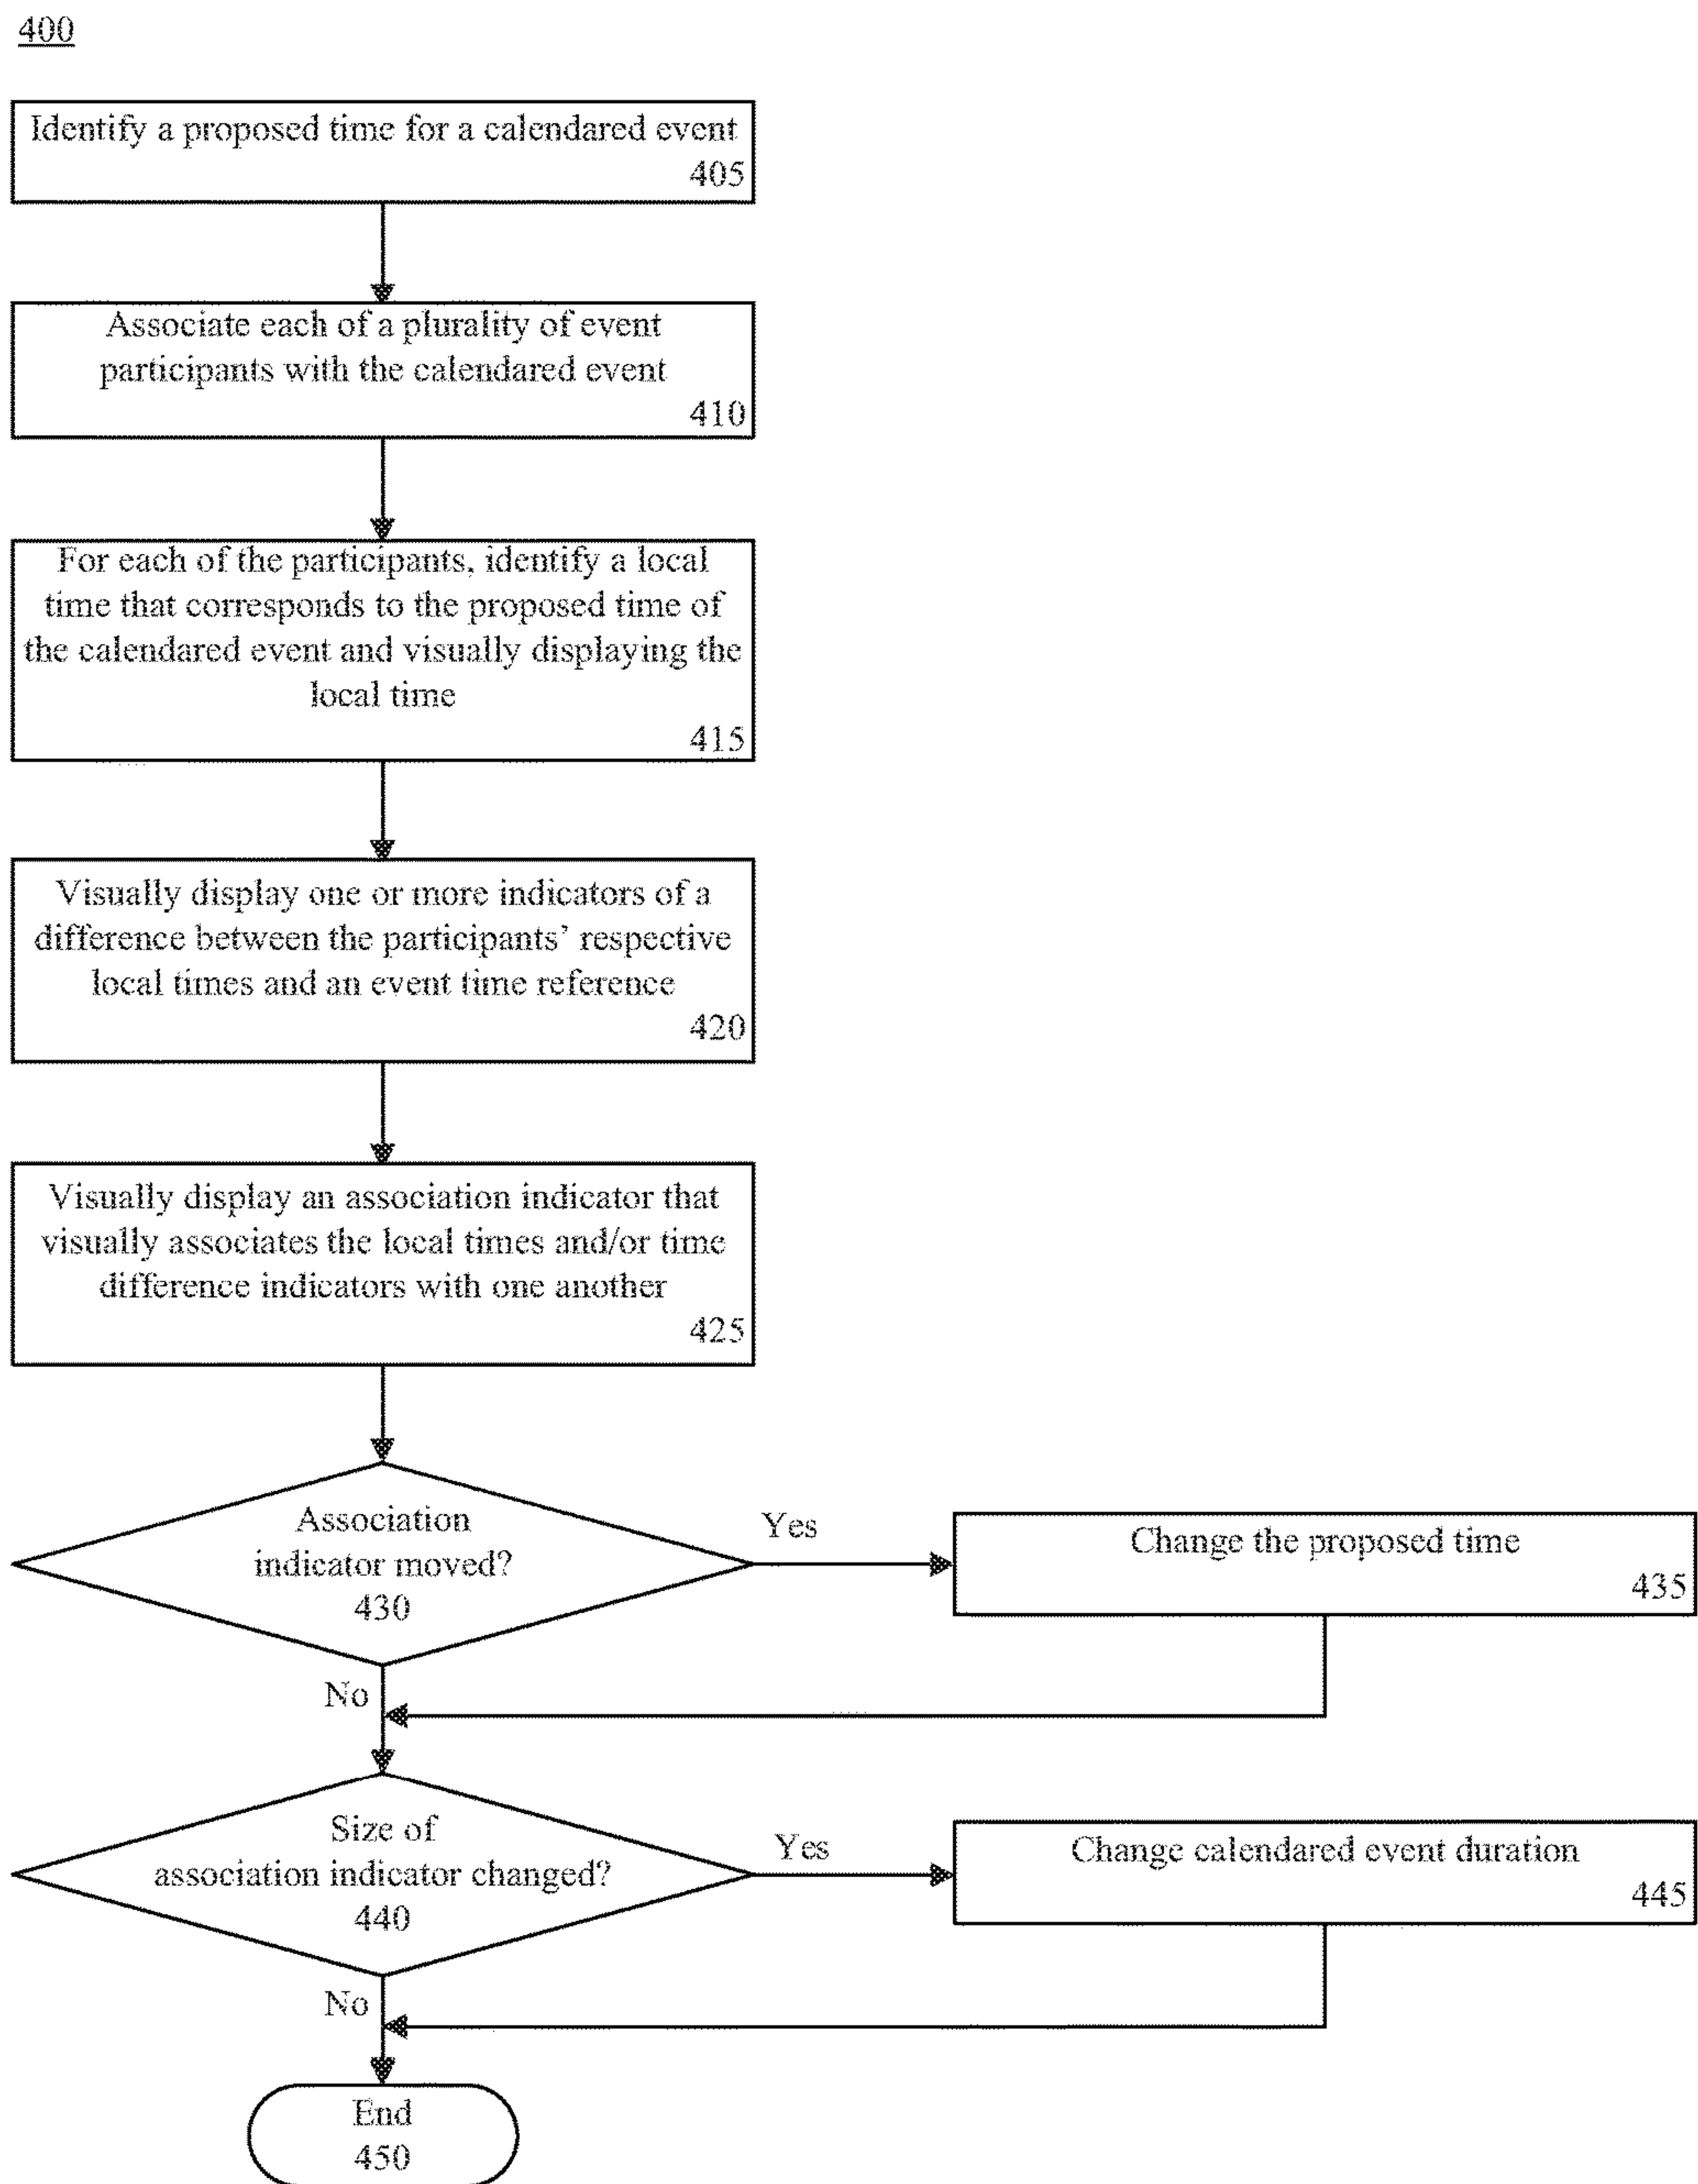 400
Identify a proposed time for a calendared event
405
Associate each of a plurality of event
participants with the calendared event
410
For each of the participants, identify a local
time that corresponds to the proposed time of
the calendared event and visually displaying the
local time
415
Visually display one or more indicators of a
difference between the participants’ respective
local times and an event time reference
420
Visually display an association indicator that
visually associates the local times and/or time
difference indicators with one another
425
Association
indicator moved?
430
Yes
Change the proposed time
435
No
Size of
association indicator changed?
440
Yes
Change calendared event duration
445
No
End
450